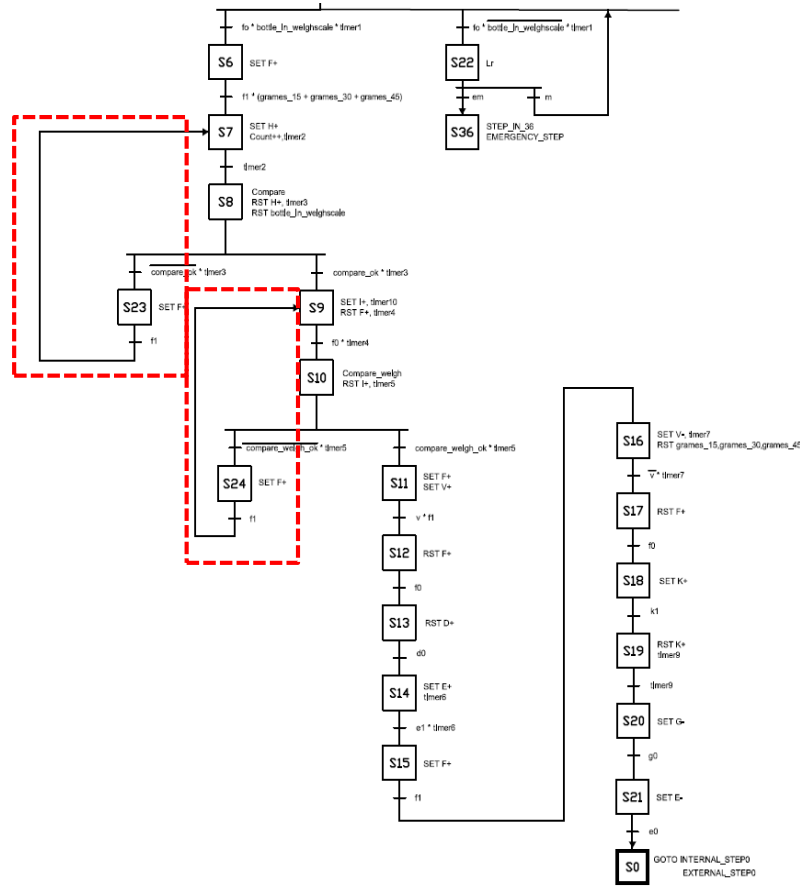 fo * bottle_in_weighscale * timer1
fo * bottle_in_weighscale * timer1
S6
SET F+
S22
Lr
f1 * (grames_15 + grames_30 + grames_45)
em
m
S7
SET H+
Count++,timer2
S36
STEP_IN_36
EMERGENCY_STEP
timer2
S8
Compare
RST H+, timer3
RST bottle_in_weighscale
compare_ok * timer3
compare_ok * timer3
S23
SET F+
S9
SET I+, timer10
RST F+, timer4
f1
f0 * timer4
S10
Compare_weigh
RST I+, timer5
compare_weigh_ok * timer5
compare_weigh_ok * timer5
S24
SET F+
f1
S11
SET F+
SET V+
v * f1
S12
RST F+
f0
S13
RST D+
d0
S14
SET E+
timer6
e1 * timer6
S15
SET F+
f1
S16
SET V-, timer7
RST grames_15,grames_30,grames_45
v * timer7
S17
RST F+
f0
S18
SET K+
k1
S19
RST K+
timer9
timer9
S20
SET G-
g0
S21
SET E-
e0
S0
GOTO INTERNAL_STEP0
EXTERNAL_STEP0